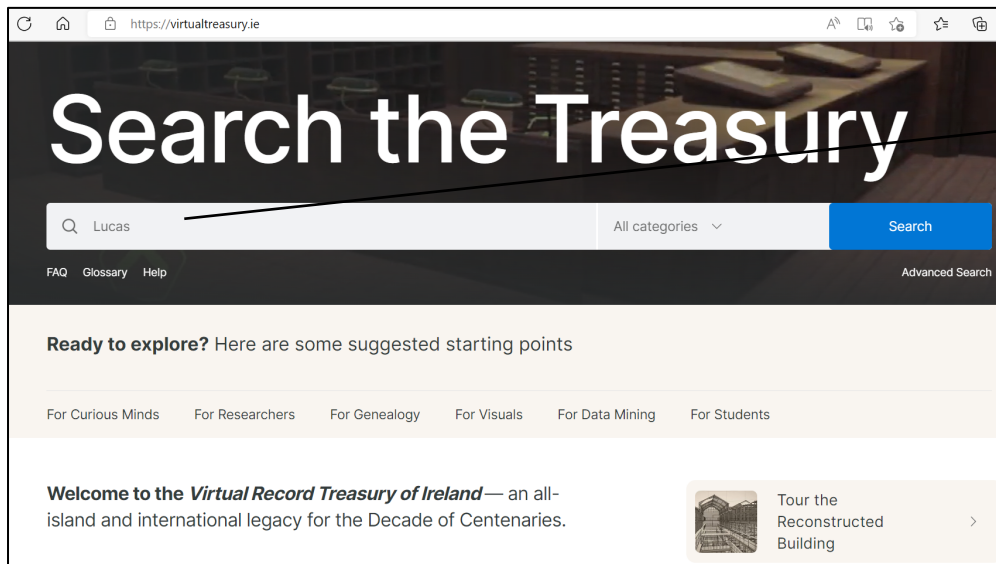 https://virtualtreasury.ie
Search the Treasury
Lucas
All categories
Search
FAQ Glossary Help
Advanced Search
Ready to explore? Here are some suggested starting points
For Curious Minds For Researchers For Genealogy For Visuals For Data Mining For Students
Welcome to the Virtual Record Treasury of Ireland — an all-
island and international legacy for the Decade of Centenaries.
Tour the
Reconstructed
Building